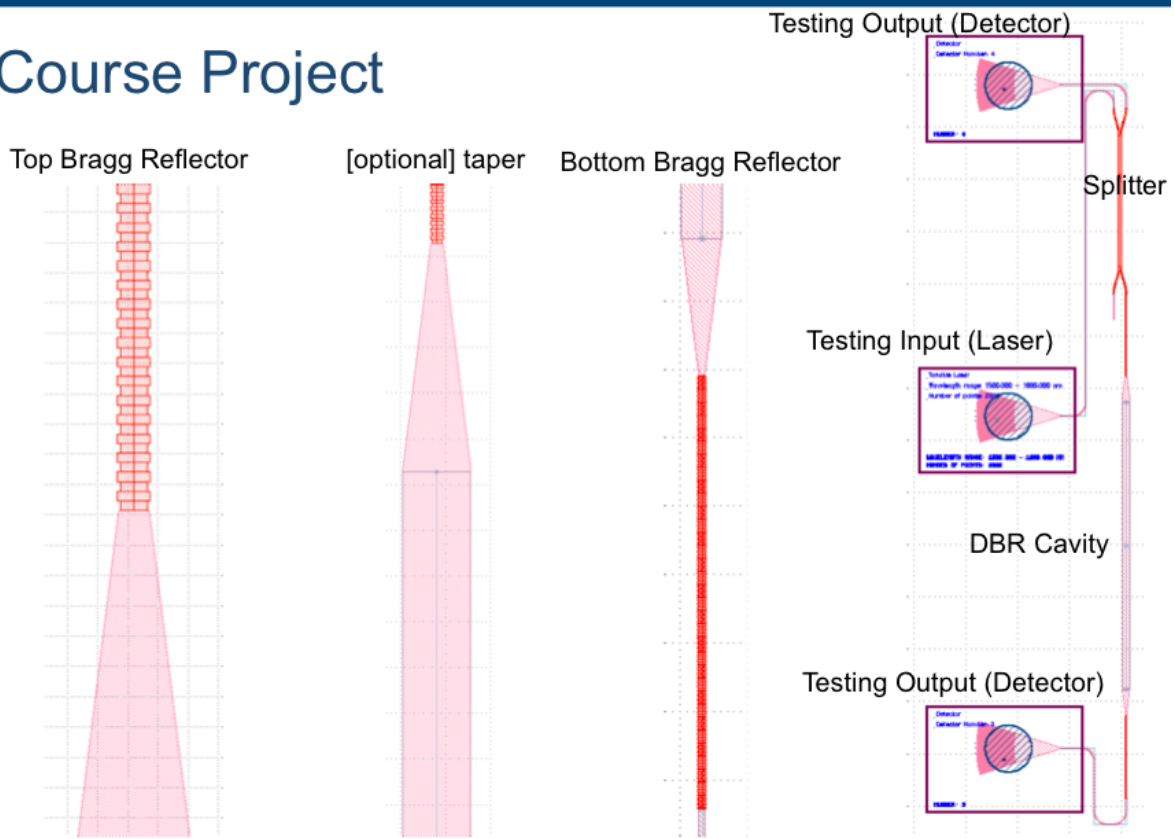 Course Project
Top Bragg Reflector
[optional] taper
Bottom Bragg Reflector
Testing Output (Detector)
Detector
Splitter
Testing Input (Laser)
Tunable Laser
DBR Cavity
Testing Output (Detector)
Detector